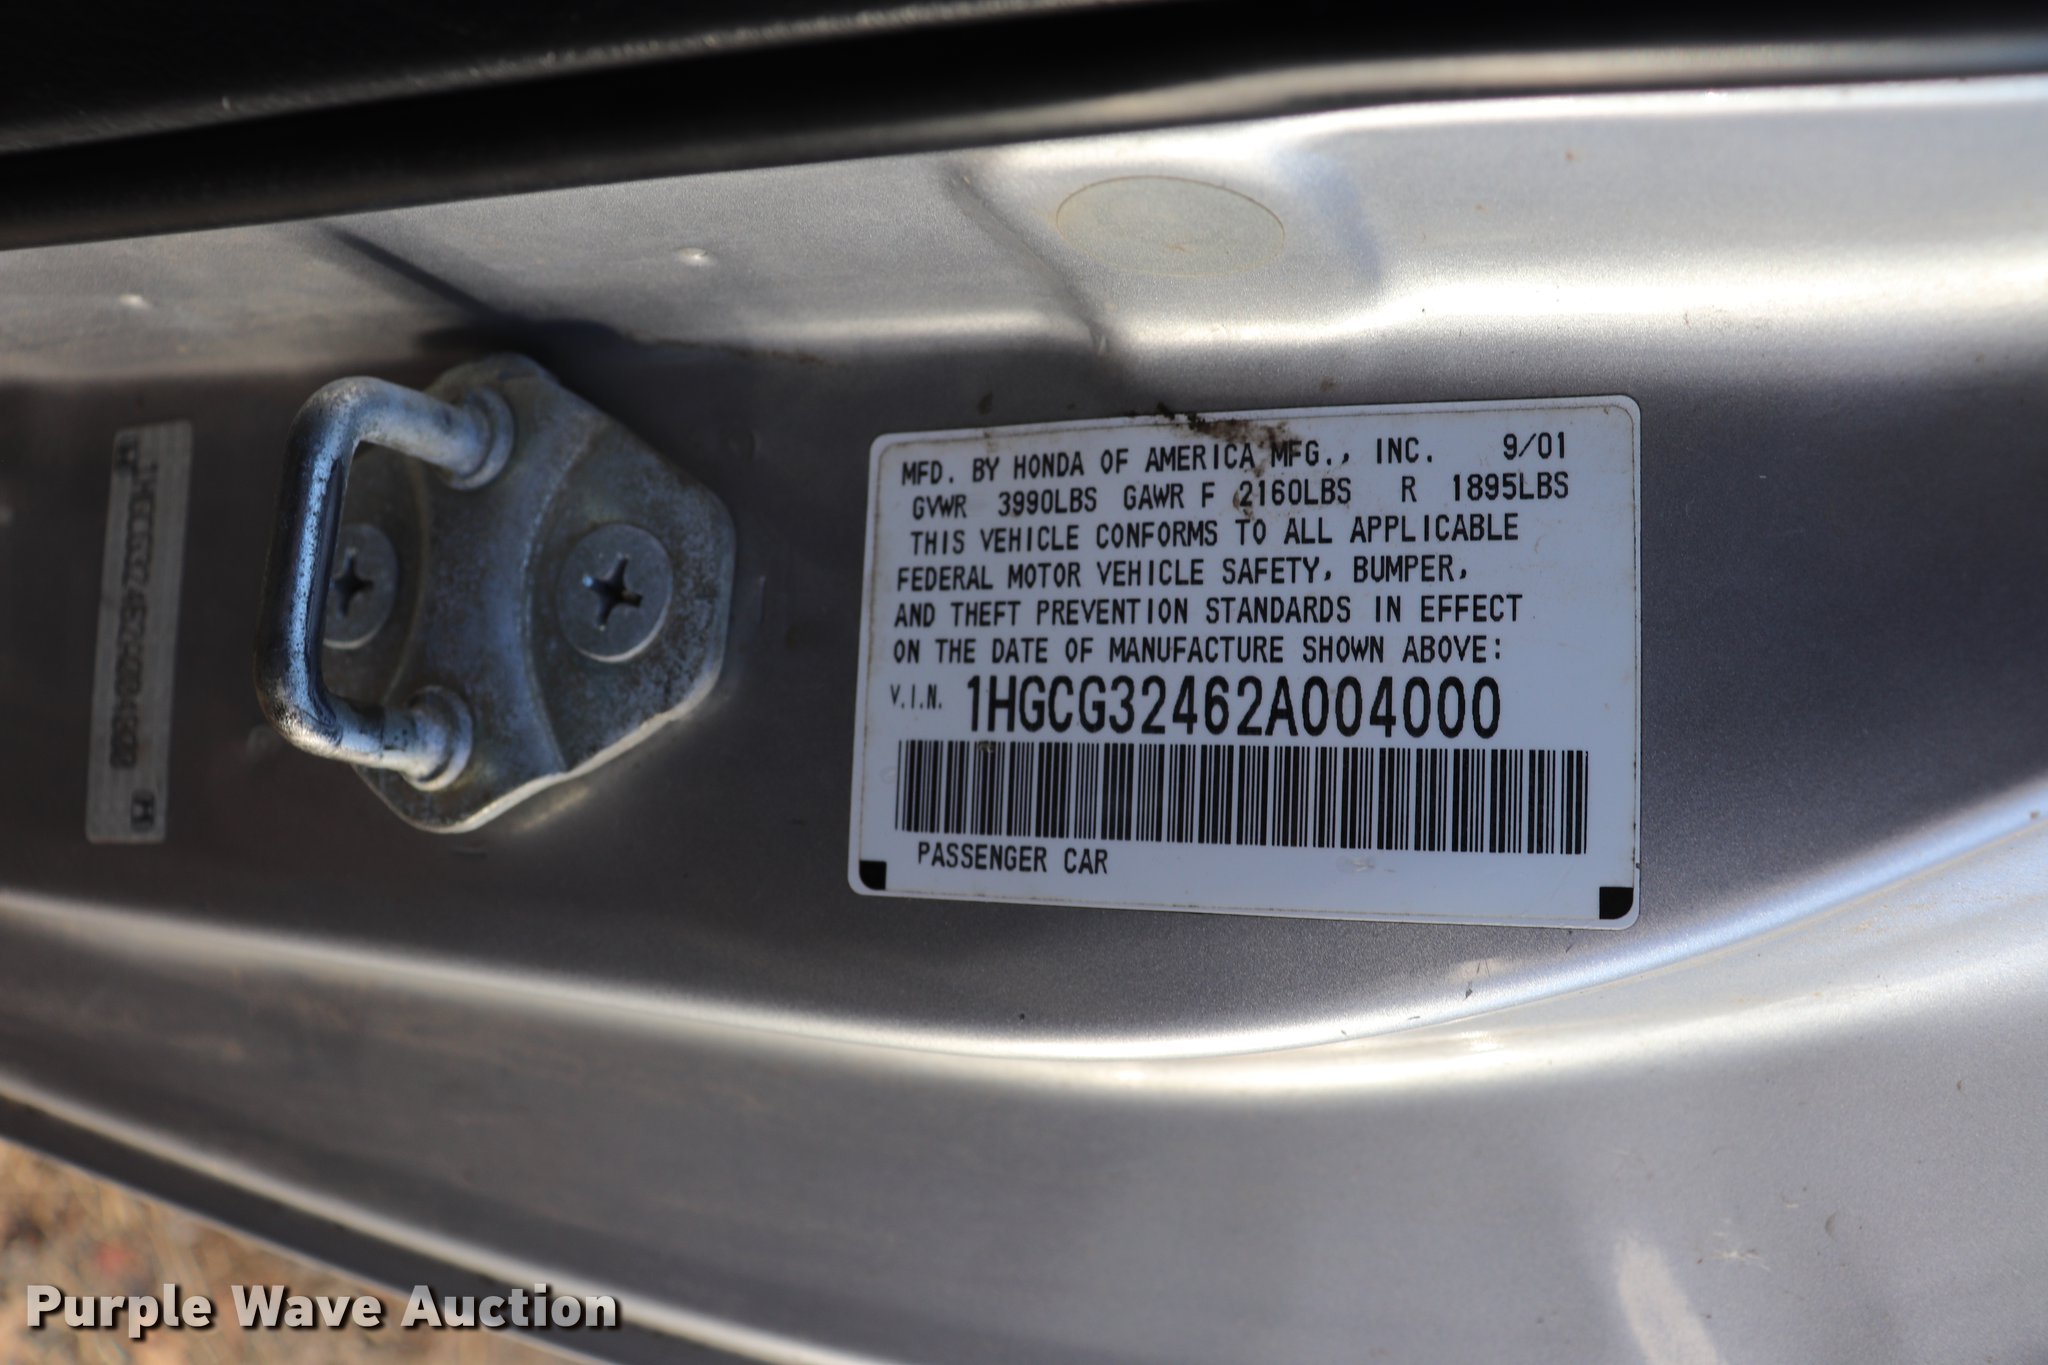 MFD. BY HONDA OF AMERICA MFG., INC. 9/01
GVWR 3990LBS GAWR F 2160LBS R 1895LBS
THIS VEHICLE CONFORMS TO ALL APPLICABLE
FEDERAL MOTOR VEHICLE SAFETY, BUMPER,
AND THEFT PREVENTION STANDARDS IN EFFECT
ON THE DATE OF MANUFACTURE SHOWN ABOVE:
V.I.N. 1HGCG32462A004000
PASSENGER CAR
Purple Wave Auction